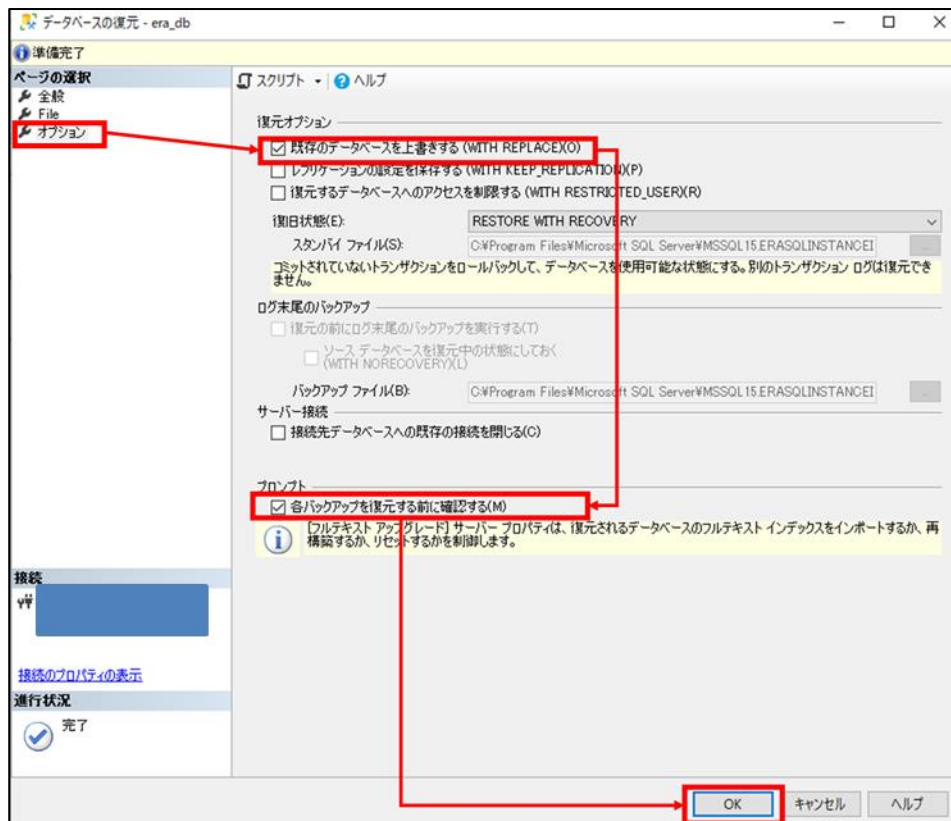 データベースの復元 - era_db
準備完了
ページの選択
全般
File
オプション
スクリプト
ヘルプ
復元オプション
既存のデータベースを上書きする (WITH REPLACE)(O)
レプリケーションの設定を保存する (WITH KEEP_REPLICATION)(P)
復元するデータベースへのアクセスを制限する (WITH RESTRICTED_USER)(R)
復旧状態(E):
RESTORE WITH RECOVERY
スタンバイ ファイル(S):
C:¥Program Files¥Microsoft SQL Server¥MSSQL15.ERASQLINSTANCE
コミットされていないトランザクションをロールバックして、データベースを使用可能な状態にする。別のトランザクション ログは復元でき
ません。
ログ末尾のバックアップ
復元の前にログ末尾のバックアップを実行する(T)
ソース データベースを復元中の状態にしておく
(WITH NORECOVERY)(L)
バックアップ ファイル(B):
C:¥Program Files¥Microsoft SQL Server¥MSSQL15.ERASQLINSTANCE
サーバー接続
接続先データベースへの既存の接続を閉じる(C)
プロンプト
各バックアップを復元する前に確認する(M)
[フルテキスト アップグレード] サーバー プロパティは、復元されるデータベースのフルテキスト インデックスをインポートするか、再
構築するか、リセットするかを制御します。
接続
接続のプロパティの表示
進行状況
完了
OK
キャンセル
ヘルプ